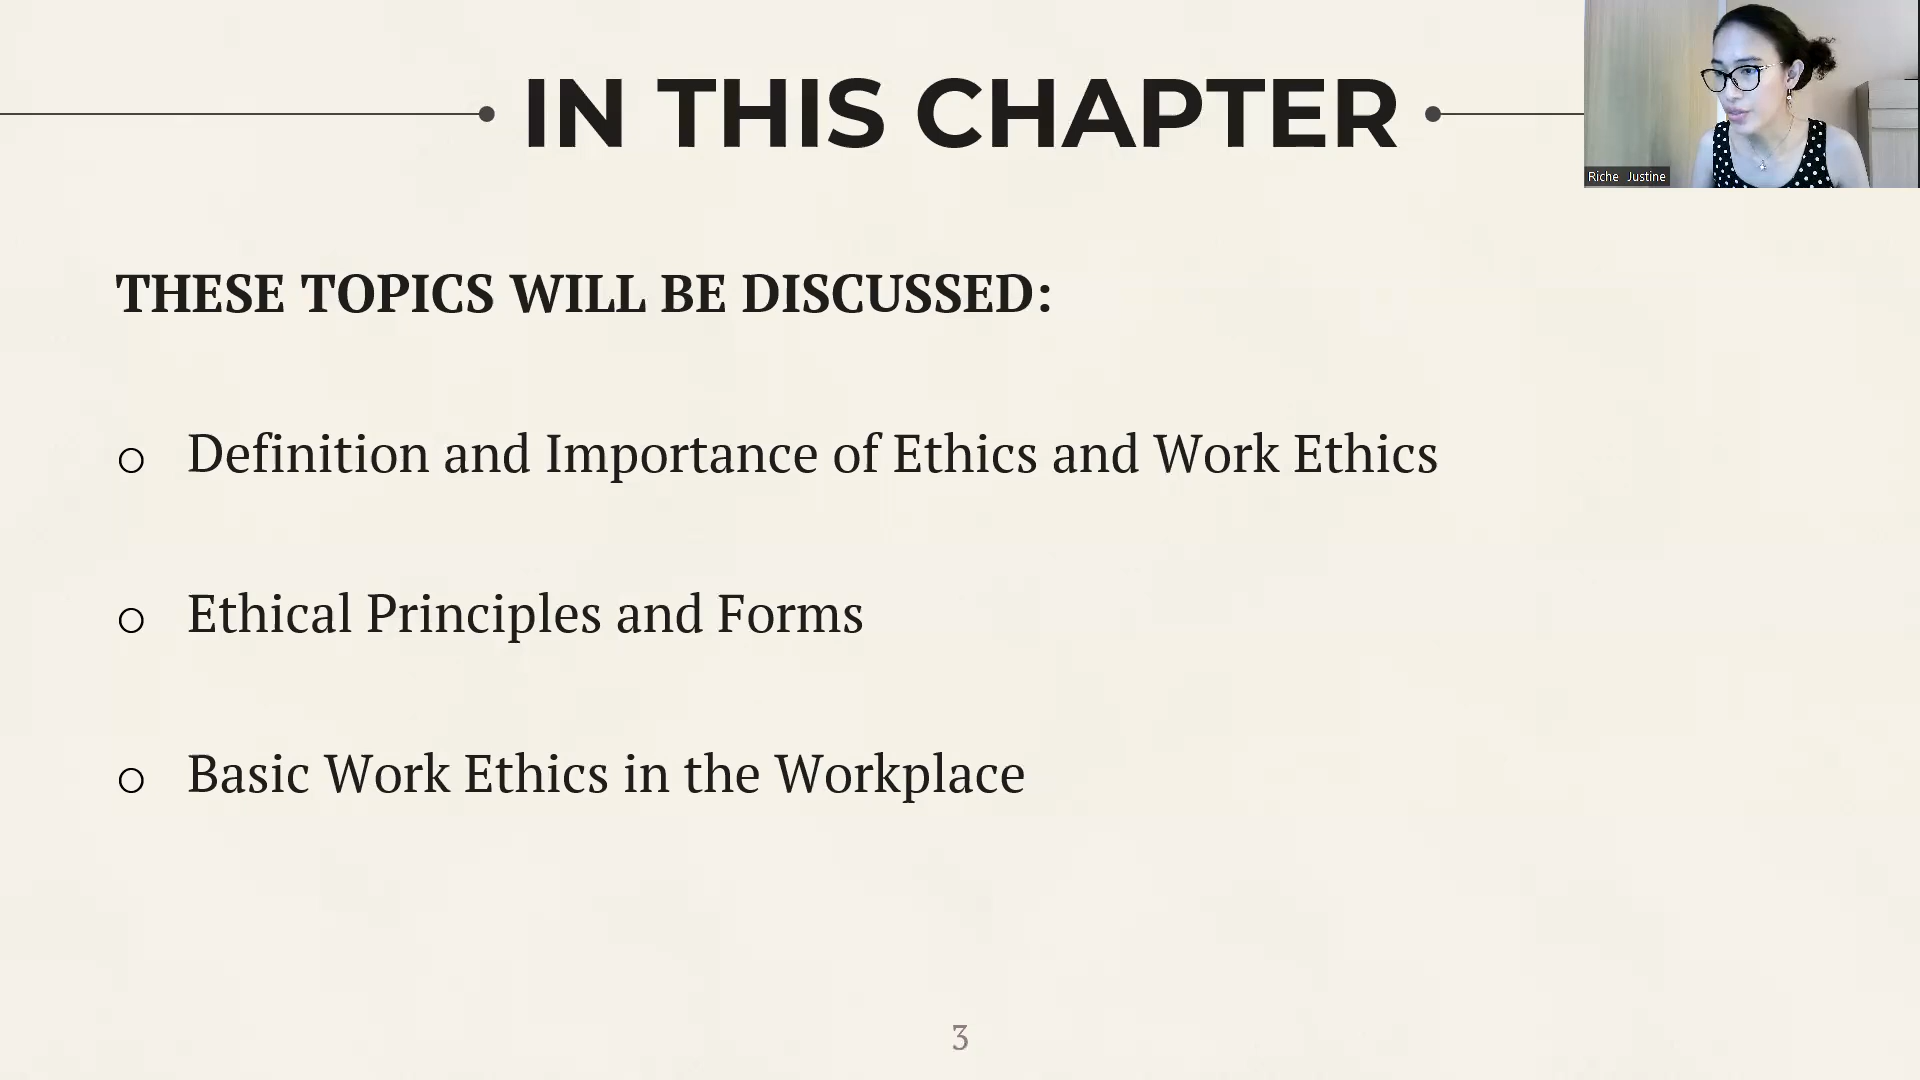 IN THIS CHAPTER
Riche Justine
THESE TOPICS WILL BE DISCUSSED:
o Definition and Importance of Ethics and Work Ethics
o Ethical Principles and Forms
o Basic Work Ethics in the Workplace
3